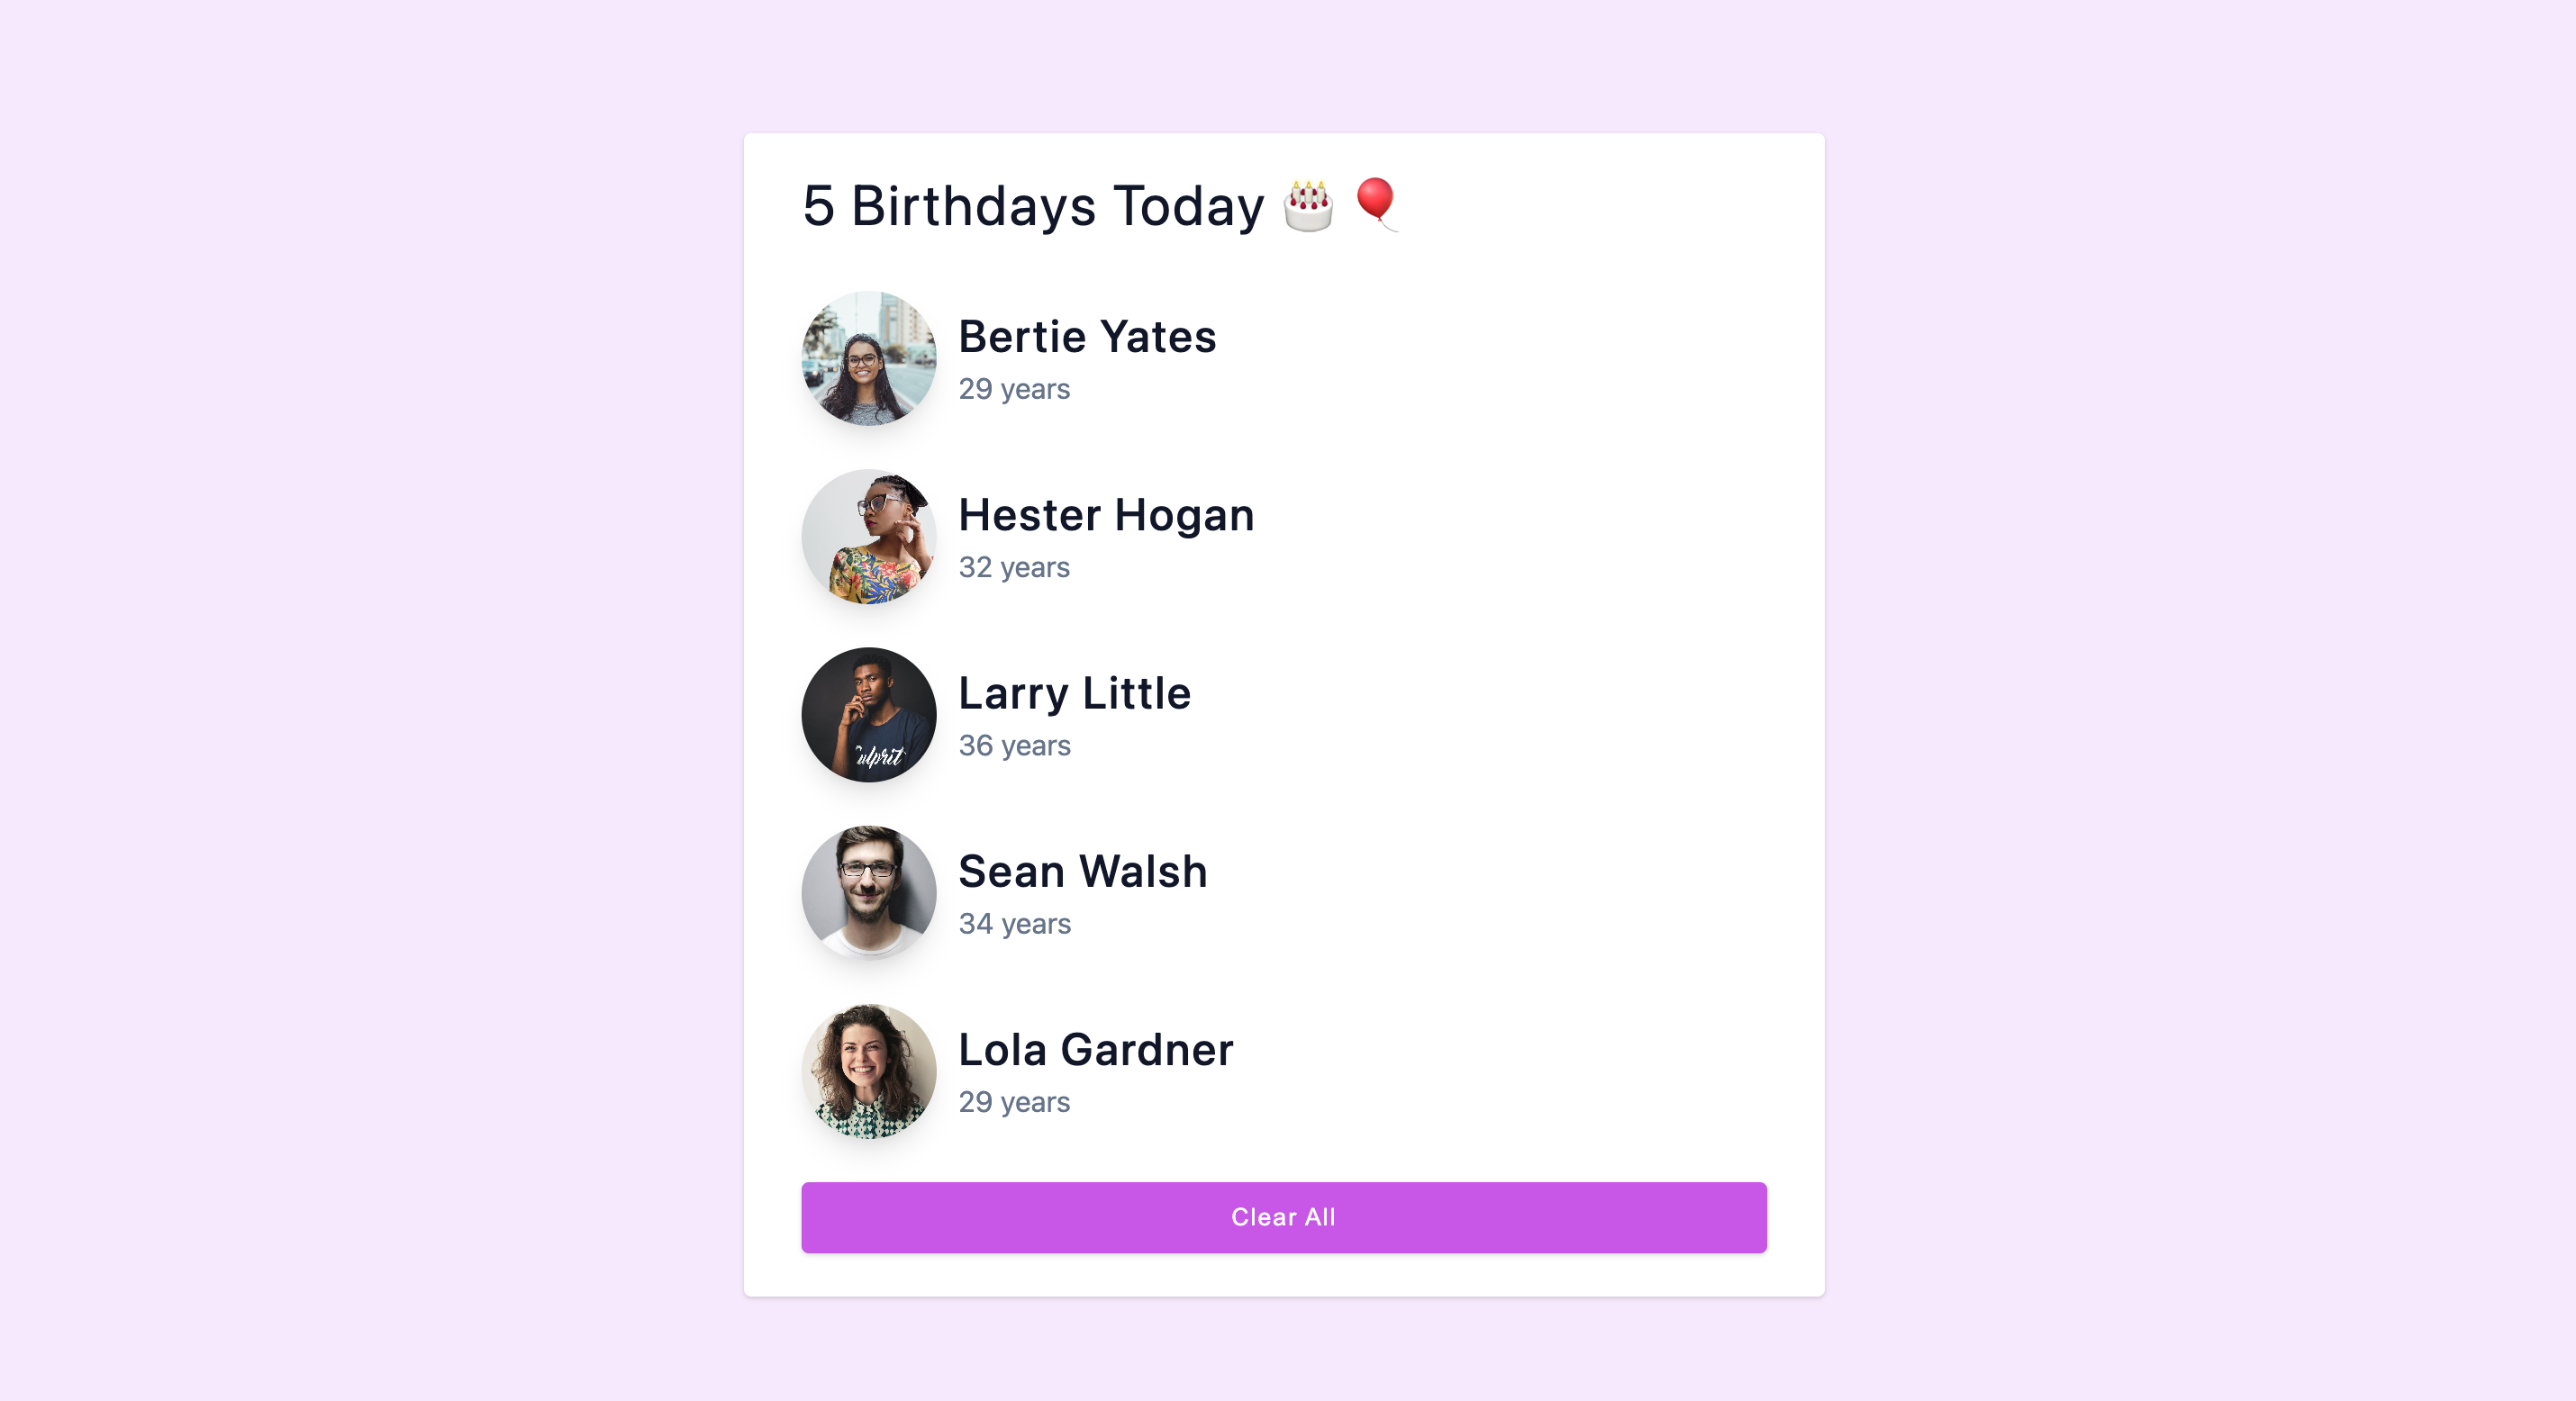 5 Birthdays Today 🎂 🎈
Bertie Yates
29 years
Hester Hogan
32 years
Larry Little
36 years
ulprit
Sean Walsh
34 years
Lola Gardner
29 years
Clear All